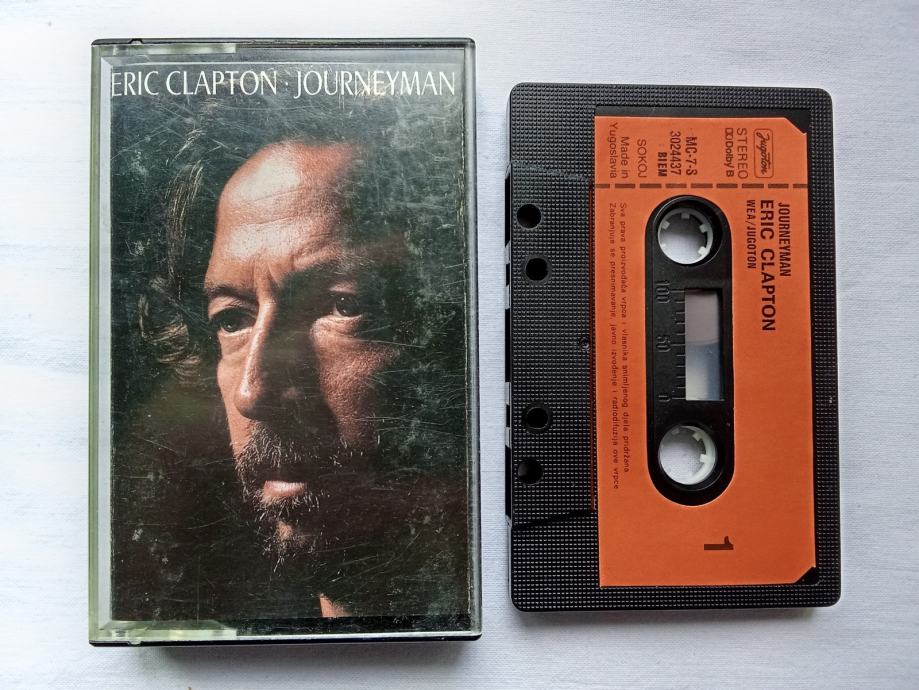 ERIC CLAPTON · JOURNEYMAN
Jugoton
STEREO
Dolby B
MC-7-S
3024437
BIEM
SOKOJ
Made in
Yugoslavia
JOURNEYMAN
ERIC CLAPTON
WEA/JUGOTON
Sva prava proizvođača vrpca i vlasnika snimljenog djela pridržana
Zabranjuje se presnimavanje, javno izvođenje i radiodifuzija ove vrpce
100 50 0
1